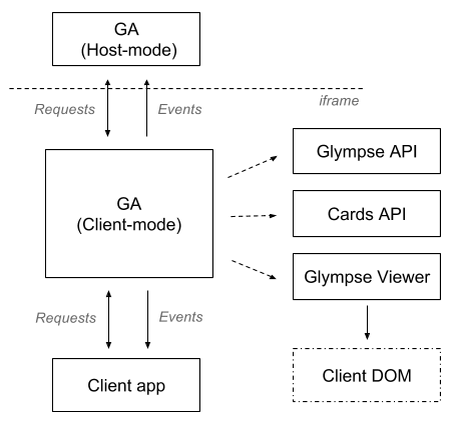 GA
(Host-mode)
Requests
Events
iframe
GA
(Client-mode)
Glympse API
Cards API
Glympse Viewer
Requests
Events
Client app
Client DOM